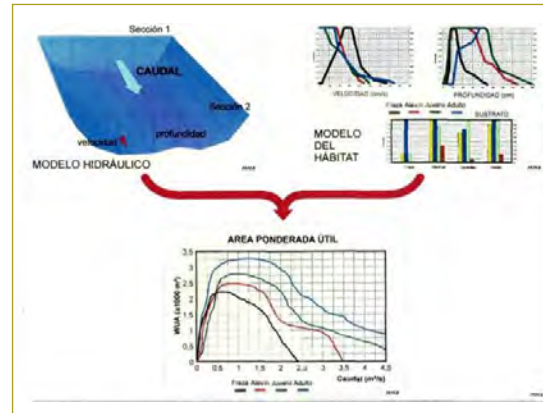 Sección 1
CAUDAL
Sección 2
velocidad
profundidad
MODELO HIDRÁULICO
VELOCIDAD (cm/s)
PROFUNDIDAD (cm)
Freza Alevín Juvenil Adulto
SUSTRATO
MODELO
DEL
HÁBITAT
AREA PONDERADA ÚTIL
WUA (x1000 m²)
3,5
3
2,5
2
1,5
1
0,5
0
0 0,5 1 1,5 2 2,5 3 3,5 4 4,5
Freza Alevín Juvenil Adulto
Caudal (m³/s)